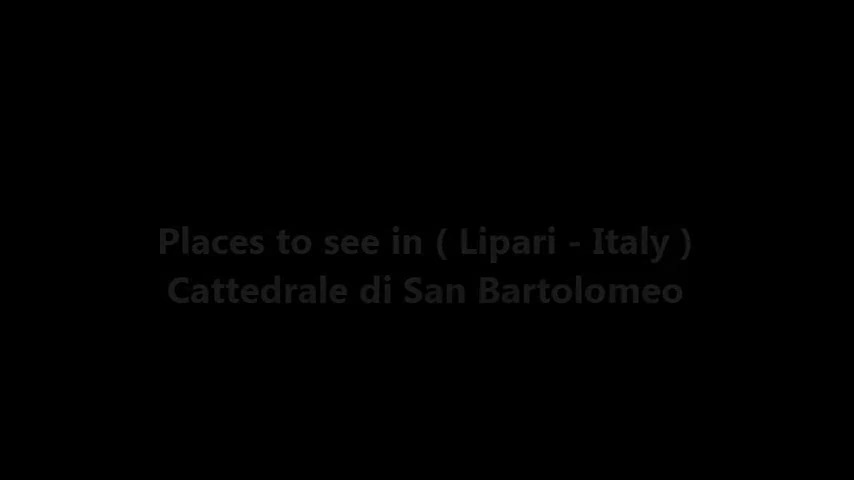 Places to see in ( Lipari - Italy )
Cattedrale di San Bartolomeo